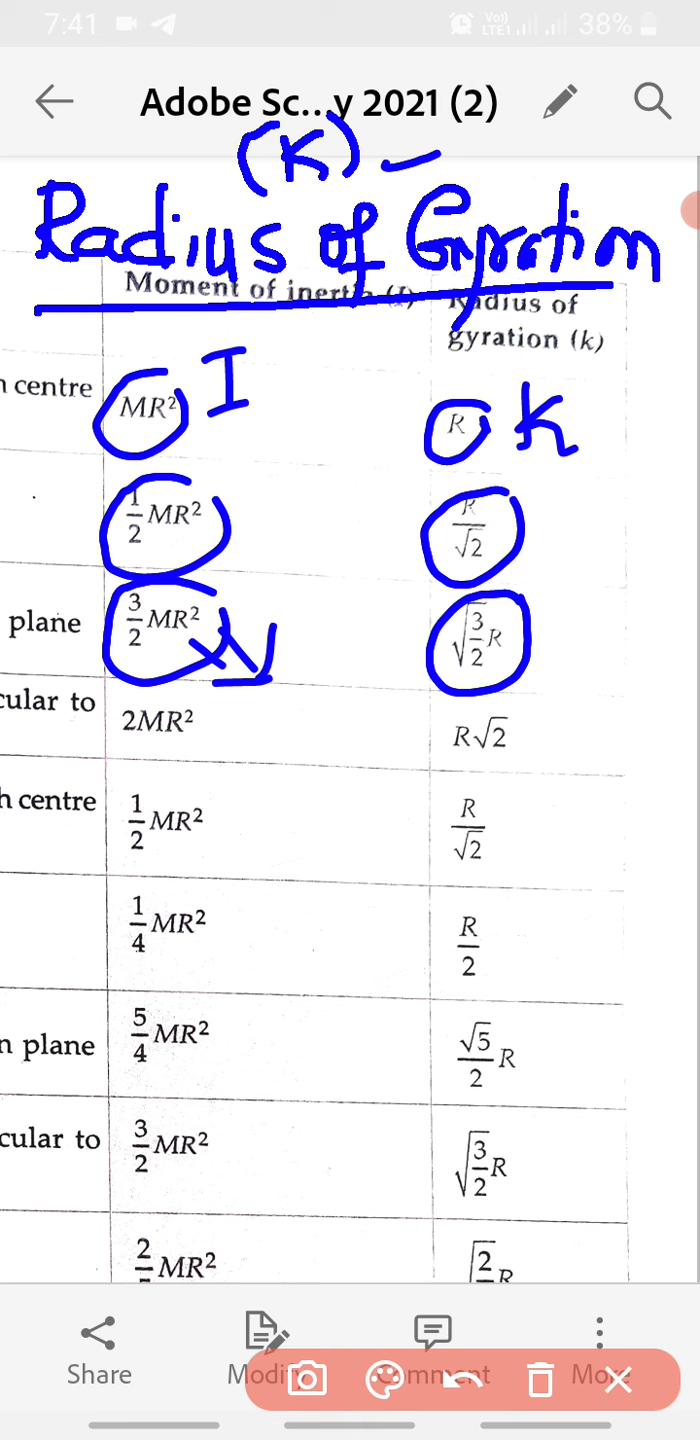 7:41 Vo)) LTE1 38%
Adobe Sc...y 2021 (2)
(K) -
Radius of Gyration
Moment of inertia (I) Radius of
gyration (k)
centre MR² I R K
1/2 MR² R/√2
plane 3/2 MR² √(3/2) R
cular to 2MR² R√2
h centre 1/2 MR² R/√2
1/4 MR² R/2
n plane 5/4 MR² √5/2 R
cular to 3/2 MR² √(3/2) R
2 MR² √2 R
Share Modify Comment More